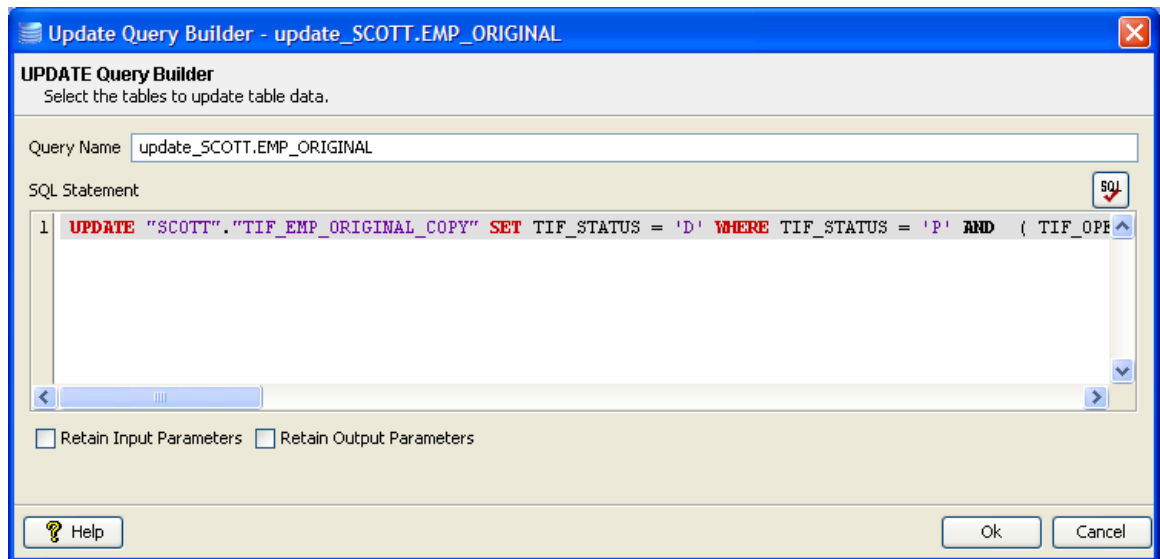 Update Query Builder - update_SCOTT.EMP_ORIGINAL
UPDATE Query Builder
Select the tables to update table data.
Query Name update_SCOTT.EMP_ORIGINAL
SQL Statement
SQL
1 UPDATE "SCOTT"."TIF_EMP_ORIGINAL_COPY" SET TIF_STATUS = 'D' WHERE TIF_STATUS = 'P' AND ( TIF_OPE
Retain Input Parameters Retain Output Parameters
? Help Ok Cancel